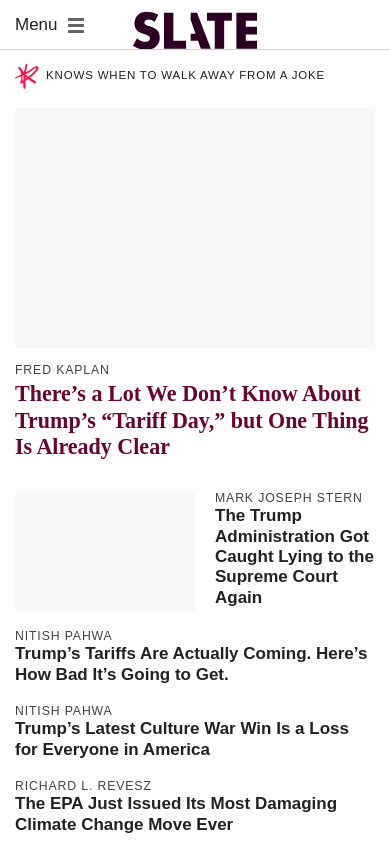 Menu
SLATE
KNOWS WHEN TO WALK AWAY FROM A JOKE
FRED KAPLAN
There’s a Lot We Don’t Know About
Trump’s “Tariff Day,” but One Thing
Is Already Clear
MARK JOSEPH STERN
The Trump
Administration Got
Caught Lying to the
Supreme Court
Again
NITISH PAHWA
Trump’s Tariffs Are Actually Coming. Here’s
How Bad It’s Going to Get.
NITISH PAHWA
Trump’s Latest Culture War Win Is a Loss
for Everyone in America
RICHARD L. REVESZ
The EPA Just Issued Its Most Damaging
Climate Change Move Ever